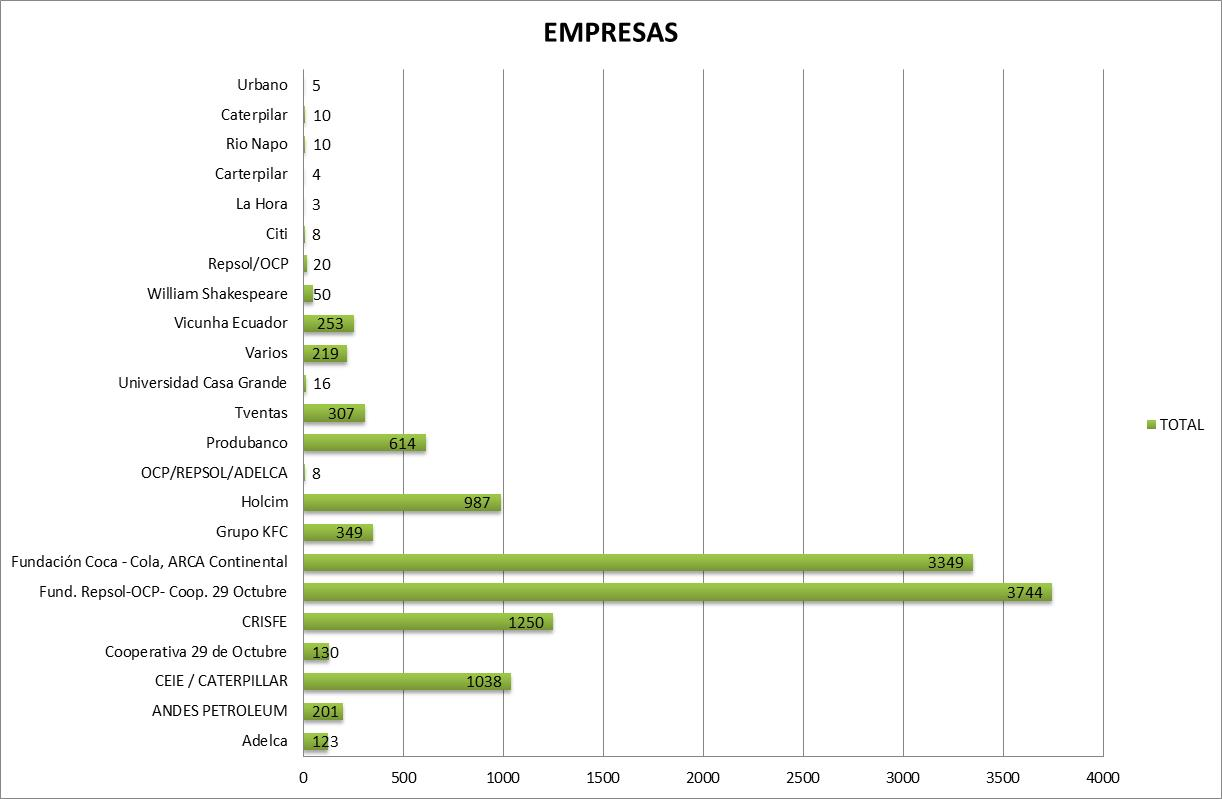 EMPRESAS
Urbano 5
Caterpilar 10
Rio Napo 10
Carterpilar 4
La Hora 3
Citi 8
Repsol/OCP 20
William Shakespeare 50
Vicunha Ecuador 253
Varios 219
Universidad Casa Grande 16
Tventas 307
Produbanco 614
OCP/REPSOL/ADELCA 8
Holcim 987
Grupo KFC 349
Fundación Coca - Cola, ARCA Continental 3349
Fund. Repsol-OCP- Coop. 29 Octubre 3744
CRISFE 1250
Cooperativa 29 de Octubre 130
CEIE / CATERPILLAR 1038
ANDES PETROLEUM 201
Adelca 123
0 500 1000 1500 2000 2500 3000 3500 4000
TOTAL